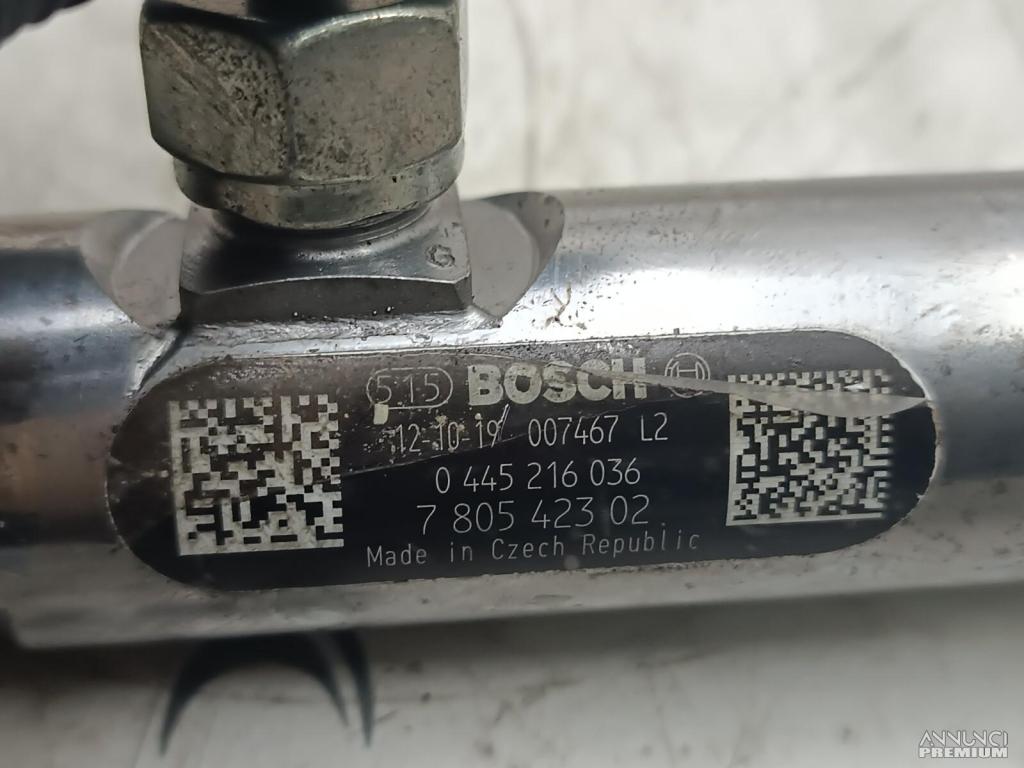 G
515 BOSCH
12-10-19 007467 L2
0 445 216 036
7 805 423 02
Made in Czech Republic
ANNUNCI
PREMIUM